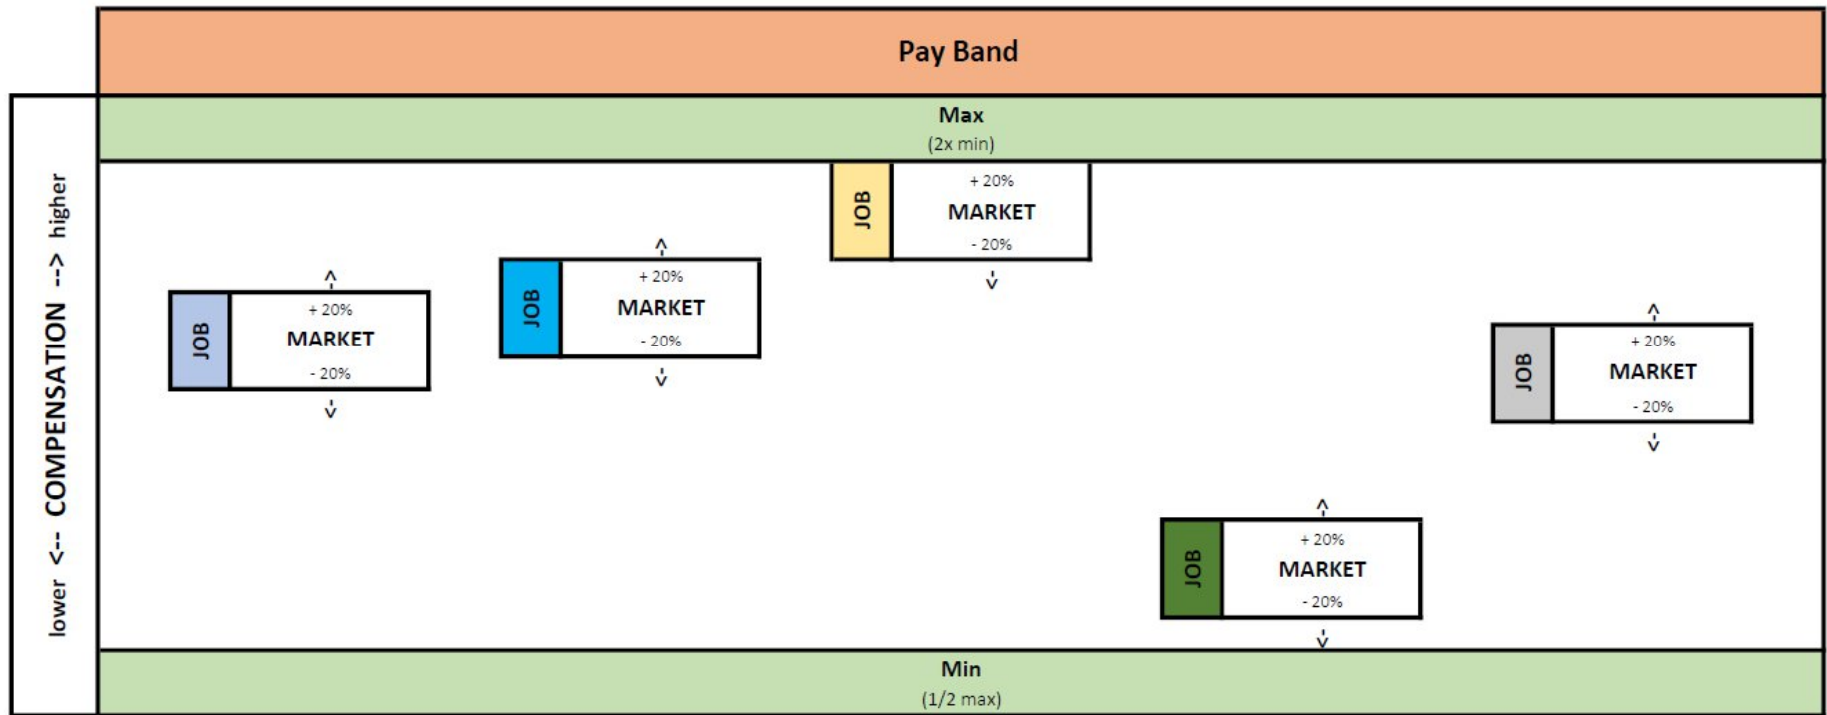 Pay Band
Max
(2x min)
lower <-- COMPENSATION --> higher
JOB
+ 20%
MARKET
- 20%
JOB
+ 20%
MARKET
- 20%
JOB
+ 20%
MARKET
- 20%
JOB
+ 20%
MARKET
- 20%
JOB
+ 20%
MARKET
- 20%
Min
(1/2 max)